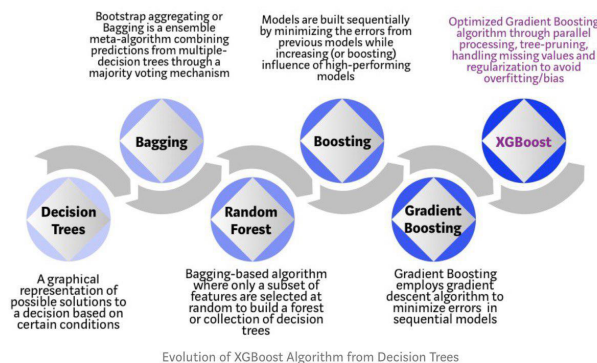 Bootstrap aggregating or
Bagging is a ensemble
meta-algorithm combining
predictions from multiple-
decision trees through a
majority voting mechanism
Models are built sequentially
by minimizing the errors from
previous models while
increasing (or boosting)
influence of high-performing
models
Optimized Gradient Boosting
algorithm through parallel
processing, tree-pruning,
handling missing values and
regularization to avoid
overfitting/bias
Bagging
Boosting
XGBoost
Decision
Trees
Random
Forest
Gradient
Boosting
A graphical
representation of
possible solutions to
a decision based on
certain conditions
Bagging-based algorithm
where only a subset of
features are selected at
random to build a forest
or collection of decision
trees
Gradient Boosting
employs gradient
descent algorithm to
minimize errors in
sequential models
Evolution of XGBoost Algorithm from Decision Trees